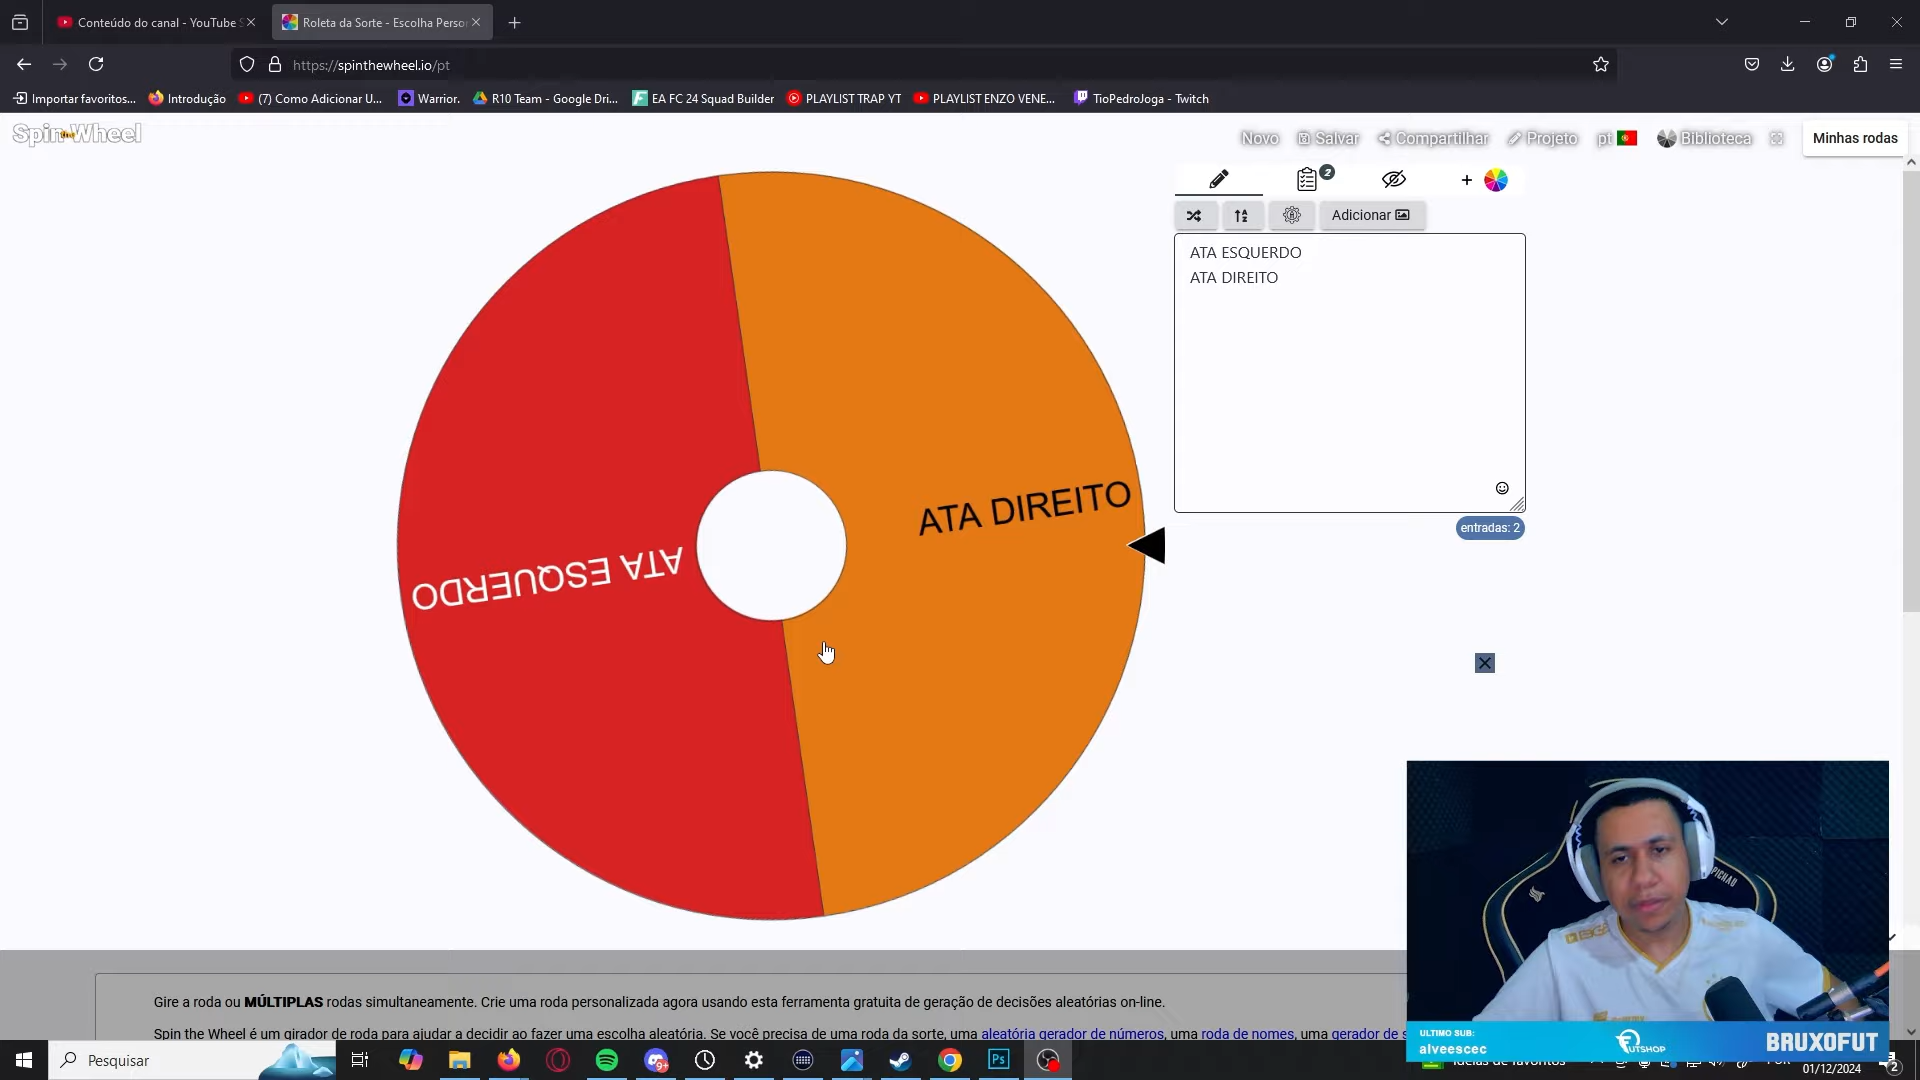 Conteúdo do canal - YouTube S
Roleta da Sorte - Escolha Perso
https://spinthewheel.io/pt
Importar favoritos...
Introdução
(7) Como Adicionar U...
Warrior.
R10 Team - Google Dri...
EA FC 24 Squad Builder
PLAYLIST TRAP YT
PLAYLIST ENZO VENE...
TioPedroJoga - Twitch
Spin Wheel
Novo
Salvar
Compartilhar
Projeto
pt
Biblioteca
Minhas rodas
2
Adicionar
ATA ESQUERDO
ATA DIREITO
entradas: 2
ATA DIREITO
ATA ESQUERDO
PICHAU
Gire a roda ou MÚLTIPLAS rodas simultaneamente. Crie uma roda personalizada agora usando esta ferramenta gratuita de geração de decisões aleatórias on-line.
Spin the Wheel é um girador de roda para ajudar a decidir ao fazer uma escolha aleatória. Se você precisa de uma roda da sorte, uma aleatória gerador de números, uma roda de nomes, uma gerador de s
ULTIMO SUB:
alveescec
FUTSHOP
BRUXOFUT
Pesquisar
9+
Ps
01/12/2024
2